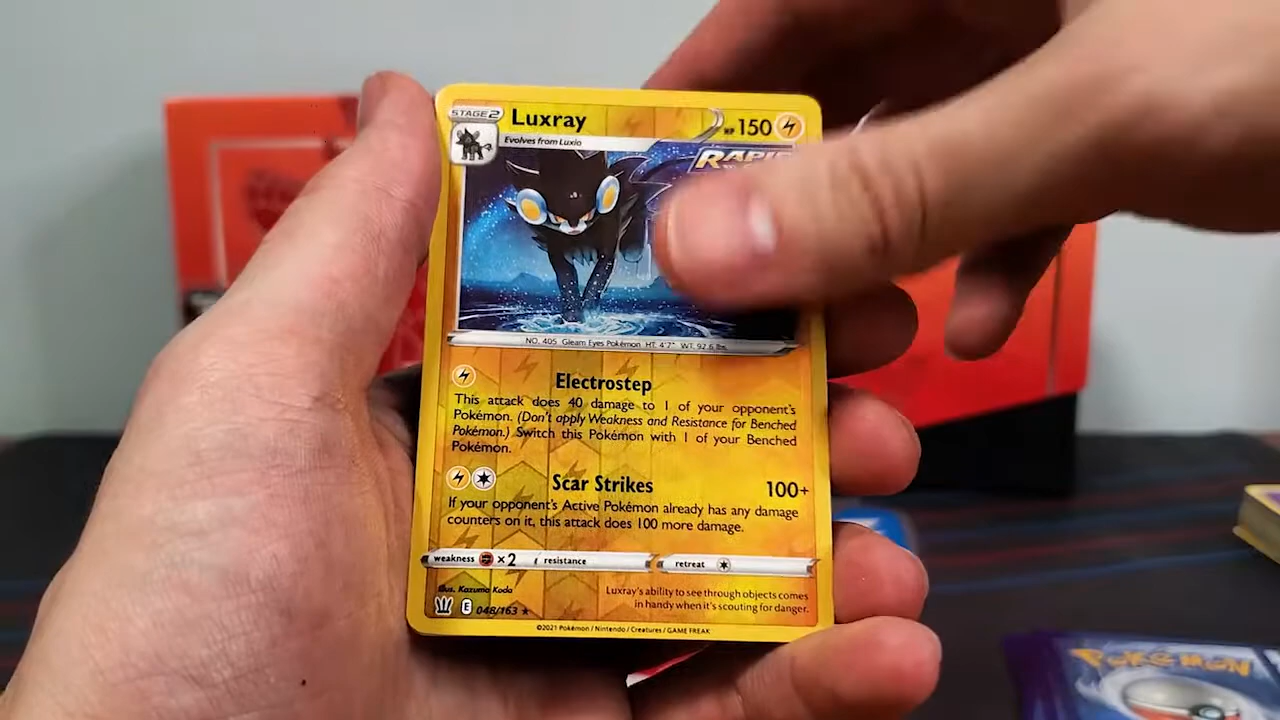 STAGE2
Luxray
HP 150
Evolves from Luxio
NO. 405 Gleam Eyes Pokémon HT. 4'7" WT. 92.6 lbs.
Electrostep
This attack does 40 damage to 1 of your opponent's
Pokémon. (Don't apply Weakness and Resistance for Benched
Pokémon.) Switch this Pokémon with 1 of your Benched
Pokémon.
Scar Strikes 100+
If your opponent's Active Pokémon already has any damage
counters on it, this attack does 100 more damage.
weakness ×2 resistance retreat
Illus. Kazuma Koda
E 048/163 ★
Luxray's ability to see through objects comes
in handy when it's scouting for danger.
©2021 Pokémon / Nintendo / Creatures / GAME FREAK
POKÉMON